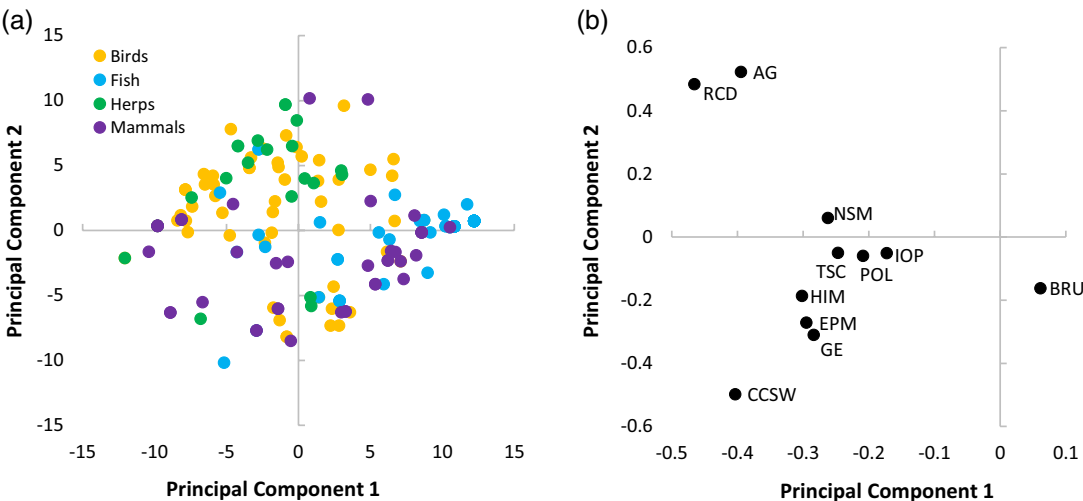 (a)
15
10
5
0
-5
-10
-15
-15
-10
-5
0
5
10
15
Principal Component 2
Principal Component 1
Birds
Fish
Herps
Mammals
(b)
0.6
0.4
0.2
0
-0.2
-0.4
-0.6
-0.5
-0.4
-0.3
-0.2
-0.1
0
0.1
Principal Component 2
Principal Component 1
AG
RCD
NSM
TSC
POL
IOP
BRU
HIM
EPM
GE
CCSW